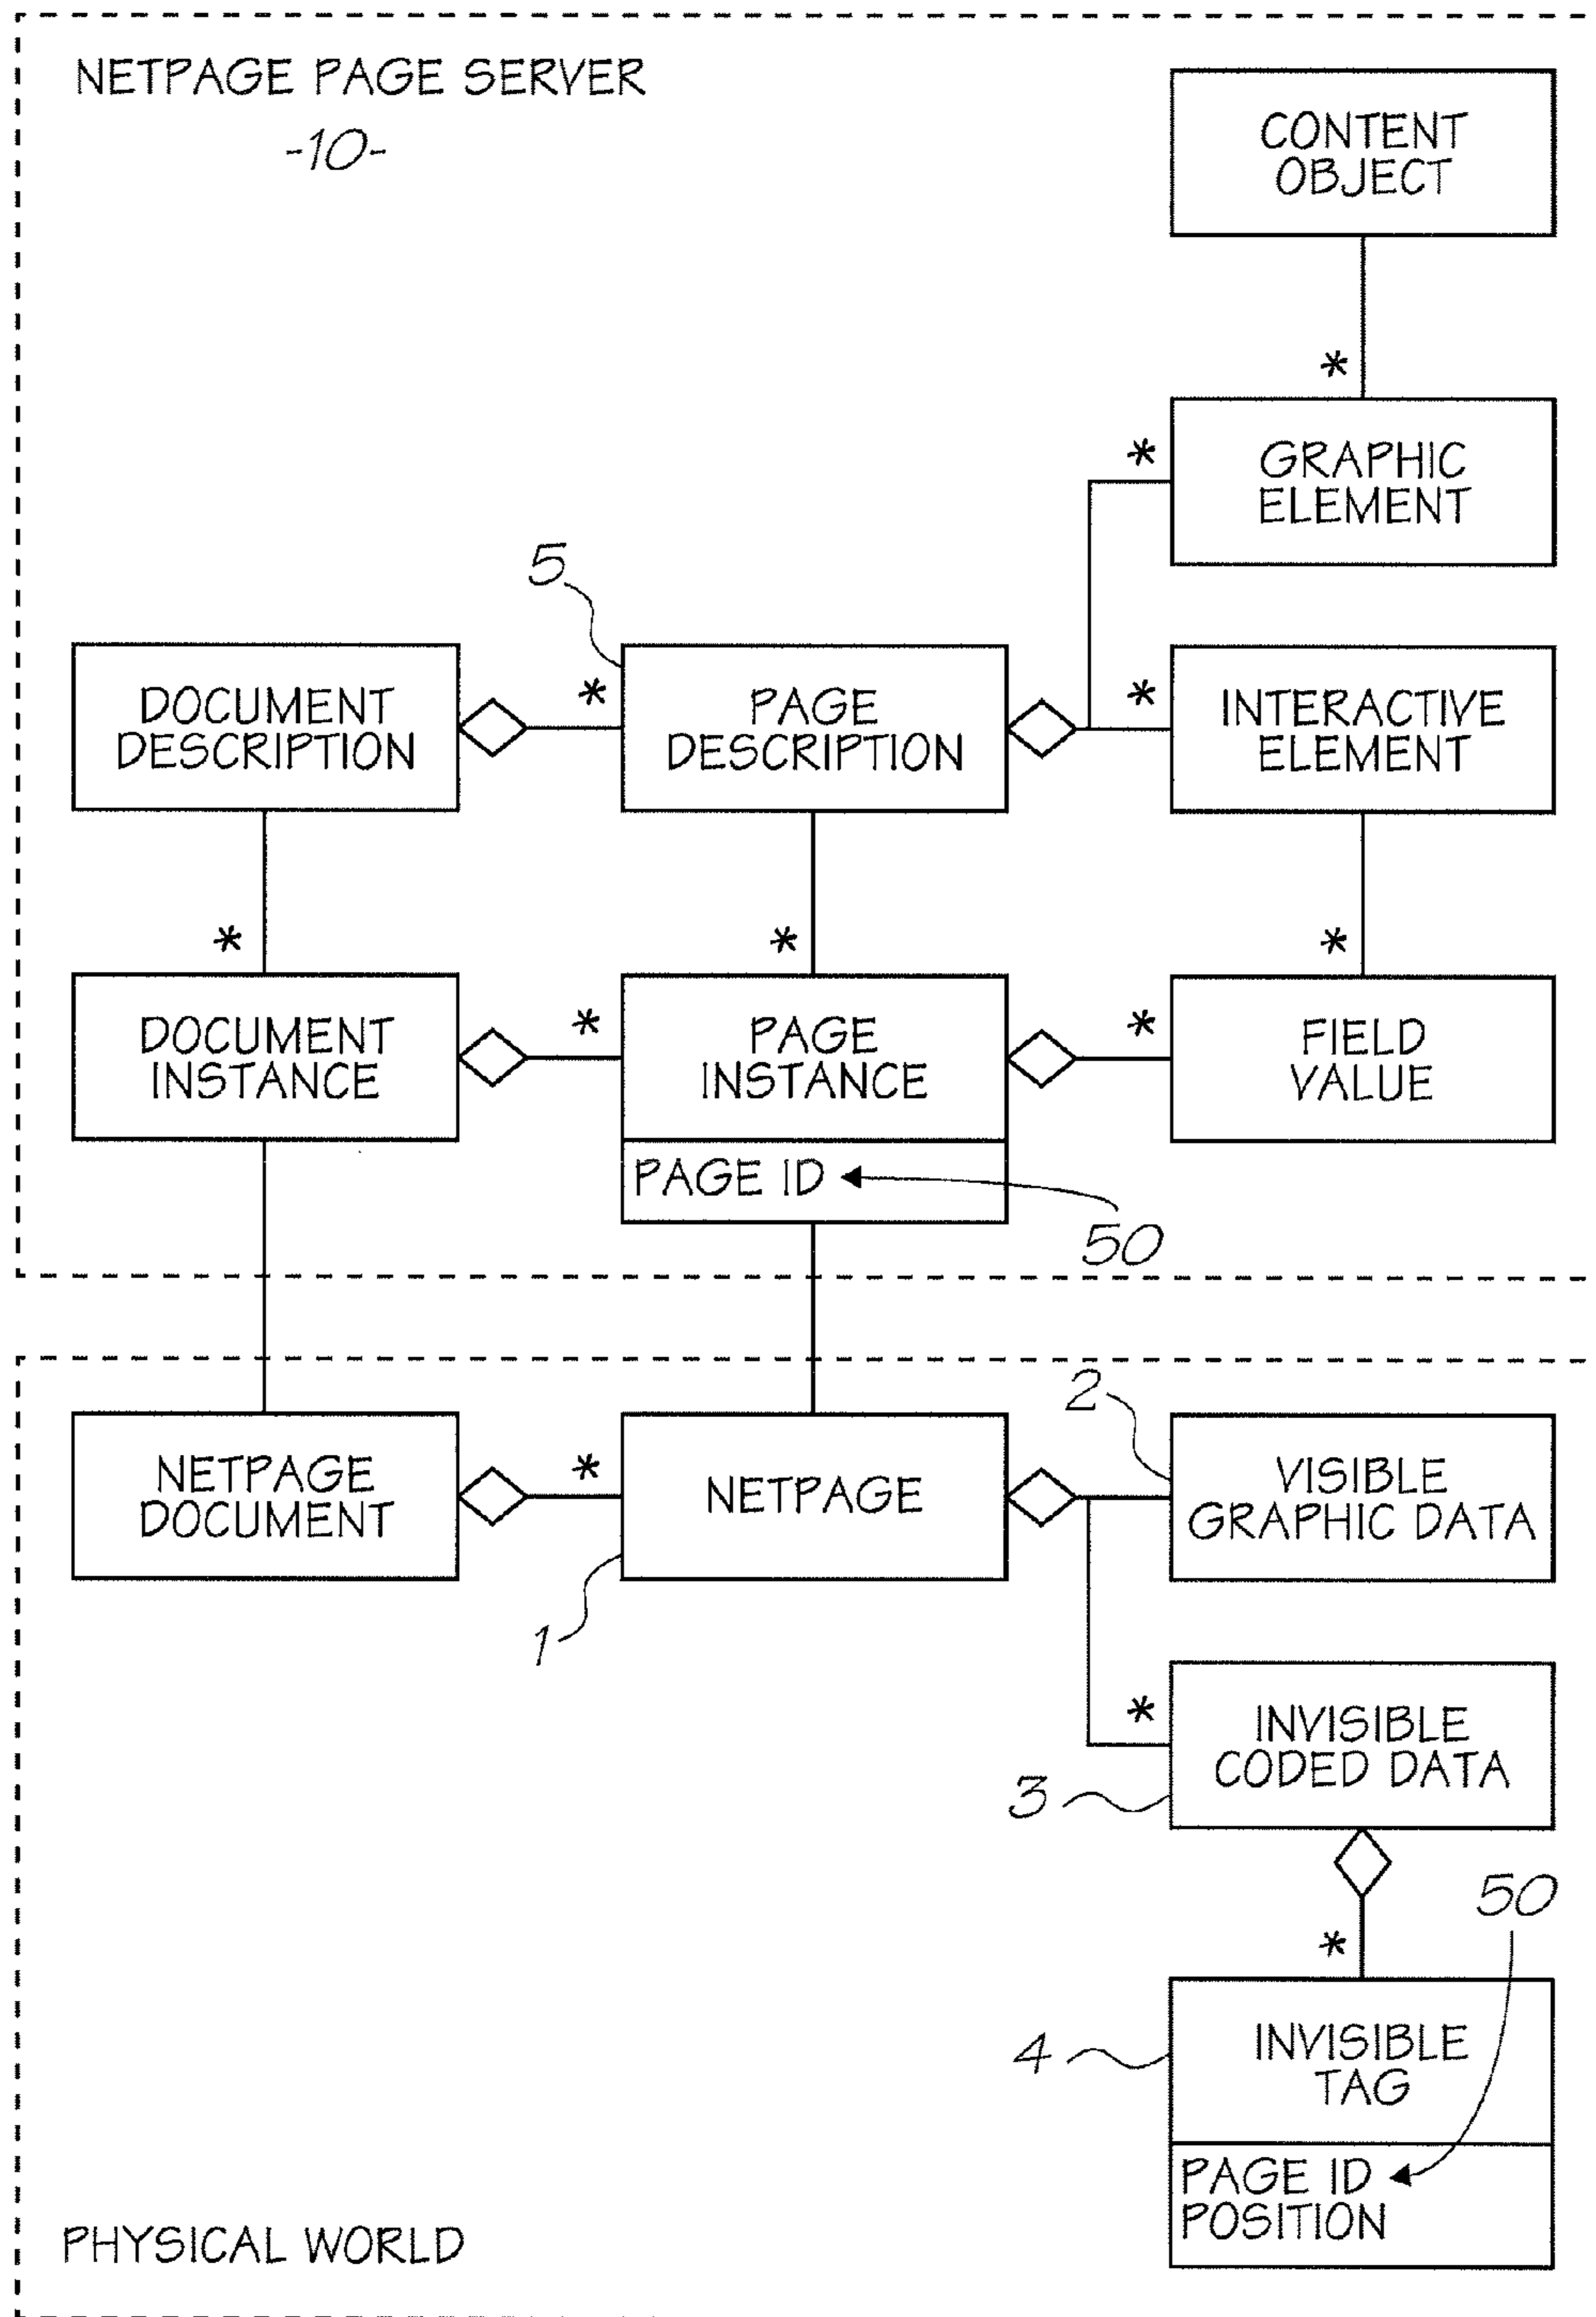 NETPAGE PAGE SERVER
-10-
CONTENT
OBJECT
*
*
GRAPHIC
ELEMENT
5
DOCUMENT
DESCRIPTION
*
PAGE
DESCRIPTION
*
INTERACTIVE
ELEMENT
*
*
*
DOCUMENT
INSTANCE
*
PAGE
INSTANCE
*
FIELD
VALUE
PAGE ID
50
NETPAGE
DOCUMENT
*
NETPAGE
1
2
VISIBLE
GRAPHIC DATA
*
INVISIBLE
CODED DATA
3
*
50
4
INVISIBLE
TAG
PAGE ID
POSITION
PHYSICAL WORLD